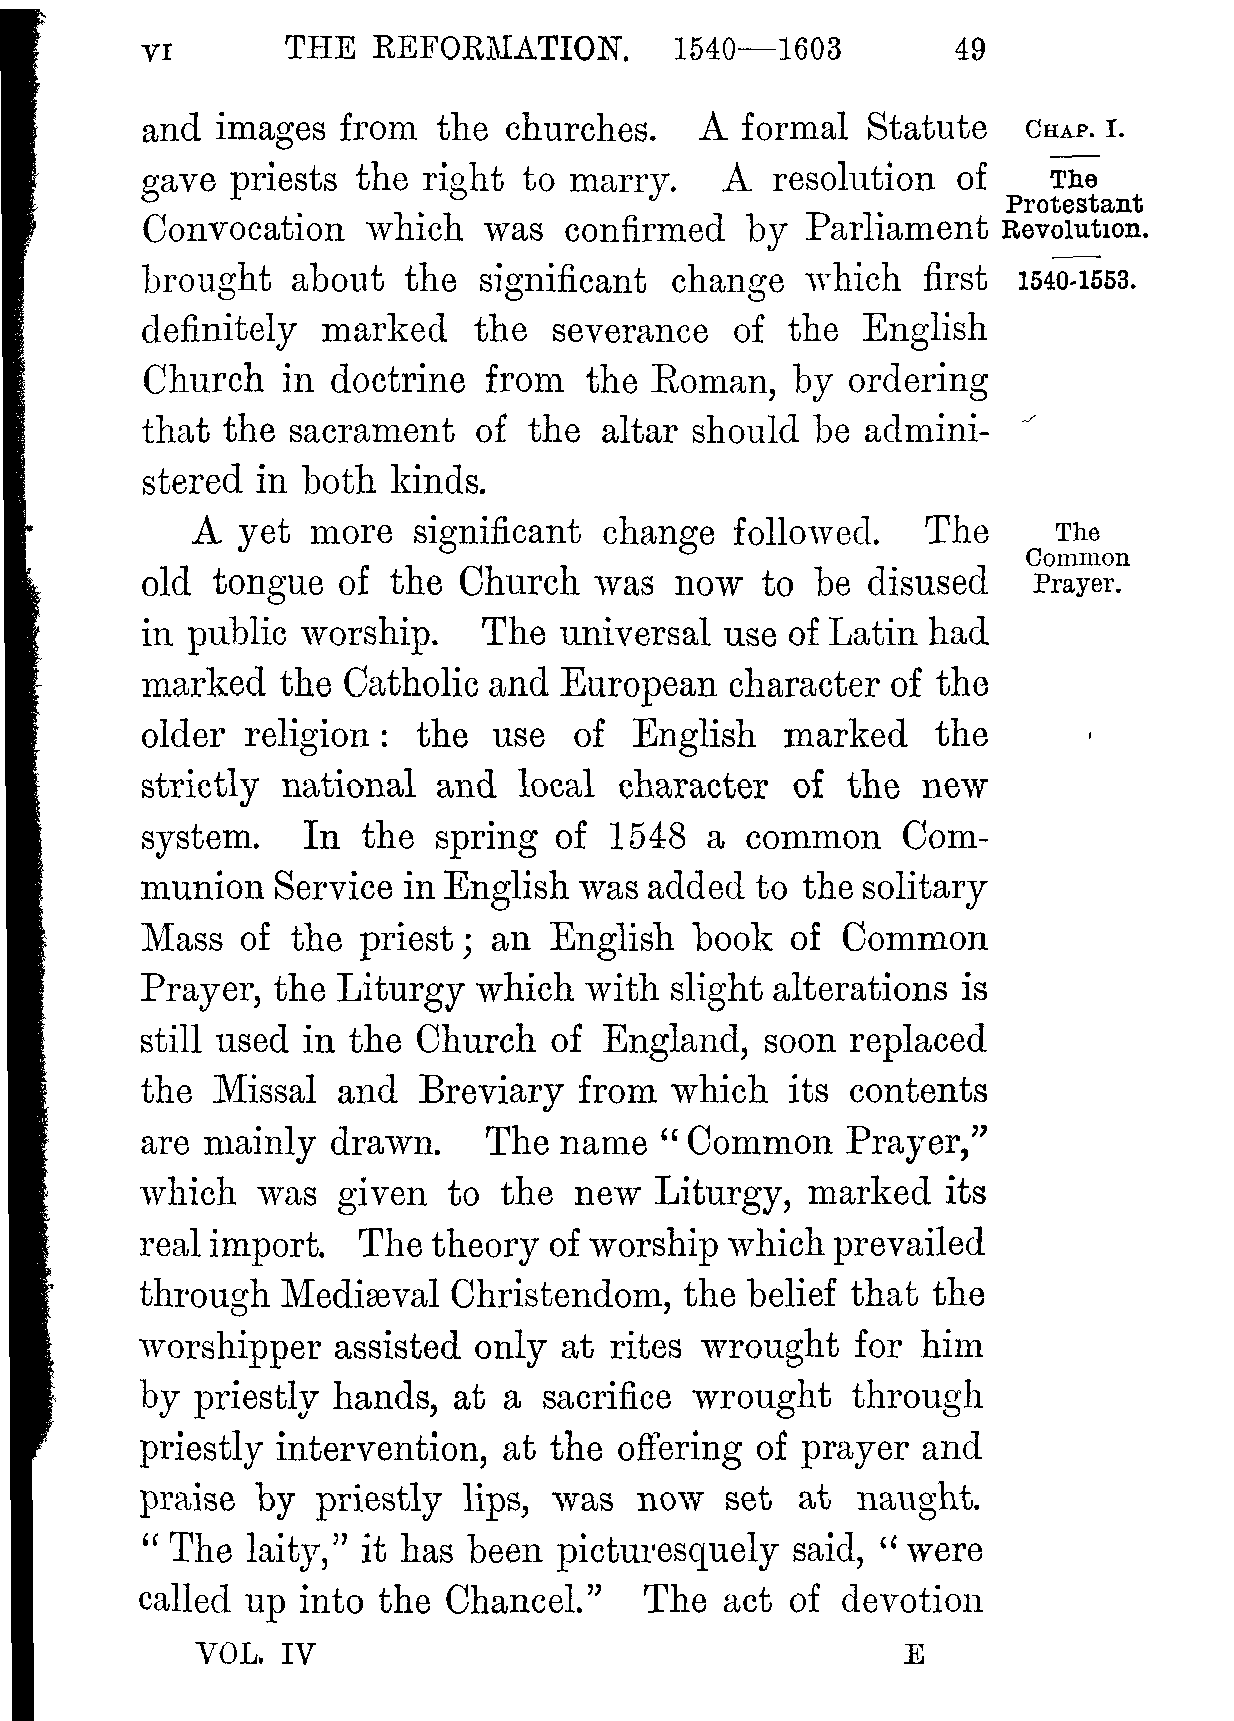 VI THE REFORMATION. 1540—1603 49
and images from the churches. A formal Statute
gave priests the right to marry. A resolution of
Convocation which was confirmed by Parliament
brought about the significant change which first
definitely marked the severance of the English
Church in doctrine from the Roman, by ordering
that the sacrament of the altar should be admini-
stered in both kinds.
CHAP. I.
The
Protestant
Revolution.
1540-1553.
A yet more significant change followed. The
old tongue of the Church was now to be disused
in public worship. The universal use of Latin had
marked the Catholic and European character of the
older religion: the use of English marked the
strictly national and local character of the new
system. In the spring of 1548 a common Com-
munion Service in English was added to the solitary
Mass of the priest; an English book of Common
Prayer, the Liturgy which with slight alterations is
still used in the Church of England, soon replaced
the Missal and Breviary from which its contents
are mainly drawn. The name “Common Prayer,”
which was given to the new Liturgy, marked its
real import. The theory of worship which prevailed
through Mediæval Christendom, the belief that the
worshipper assisted only at rites wrought for him
by priestly hands, at a sacrifice wrought through
priestly intervention, at the offering of prayer and
praise by priestly lips, was now set at naught.
“The laity,” it has been picturesquely said, “were
called up into the Chancel.” The act of devotion
The
Common
Prayer.
VOL. IV E